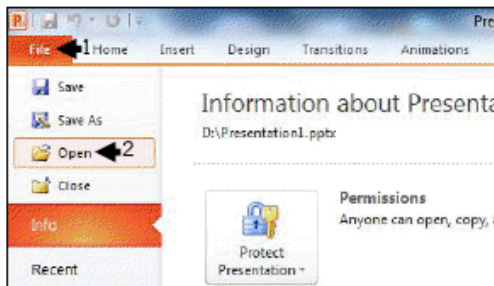 Pre
File 1 Home Insert Design Transitions Animations
Save
Save As
Open 2
Close
Info
Recent
Information about Presenta
D:\Presentation1.pptx
Permissions
Anyone can open, copy,
Protect
Presentation